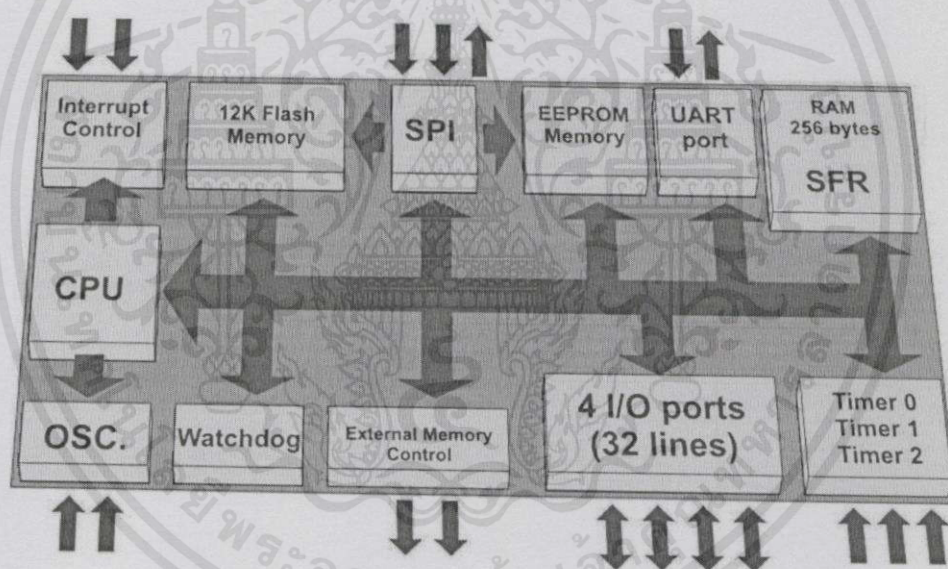 Interrupt
Control
12K Flash
Memory
SPI
EEPROM
Memory
UART
port
RAM
256 bytes
SFR
CPU
OSC.
Watchdog
External Memory
Control
4 I/O ports
(32 lines)
Timer 0
Timer 1
Timer 2